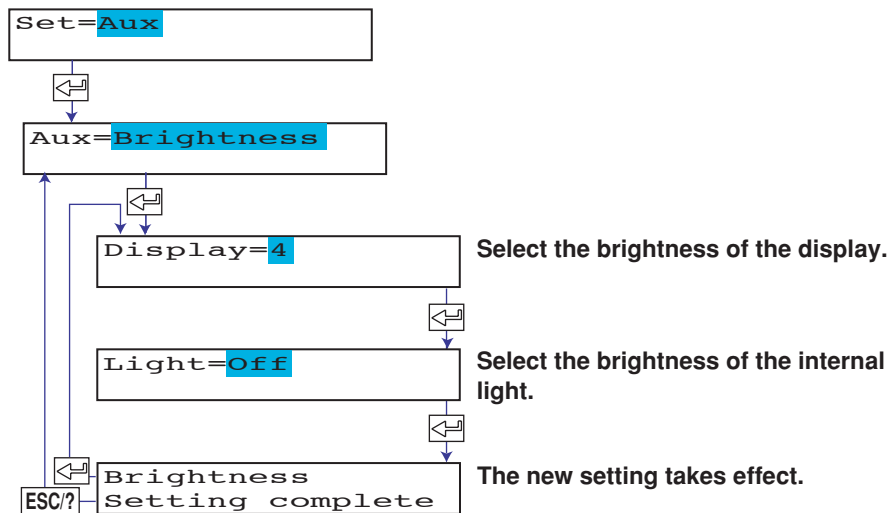 Set=Aux
Aux=Brightness
Display=4
Select the brightness of the display.
Light=Off
Select the brightness of the internal
light.
Brightness
Setting complete
The new setting takes effect.
ESC/?